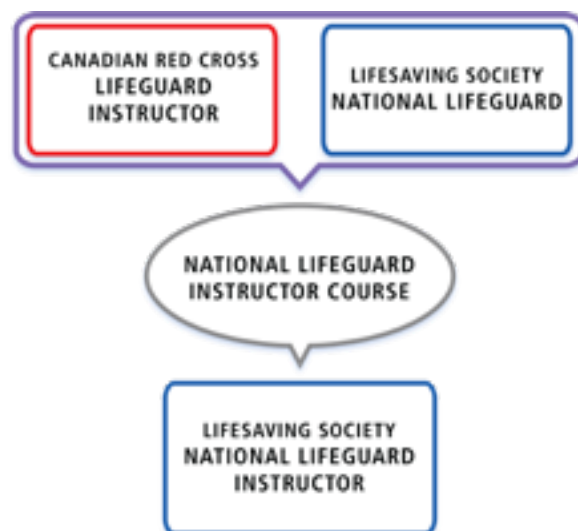 CANADIAN RED CROSS
LIFEGUARD
INSTRUCTOR
LIFESAVING SOCIETY
NATIONAL LIFEGUARD
NATIONAL LIFEGUARD
INSTRUCTOR COURSE
LIFESAVING SOCIETY
NATIONAL LIFEGUARD
INSTRUCTOR